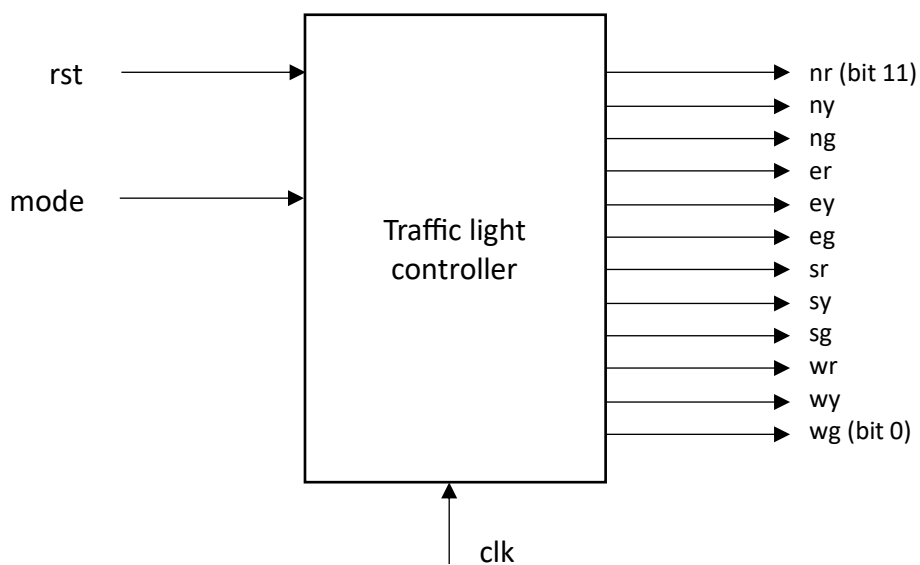 rst
mode
Traffic light
controller
nr (bit 11)
ny
ng
er
ey
eg
sr
sy
sg
wr
wy
wg (bit 0)
clk